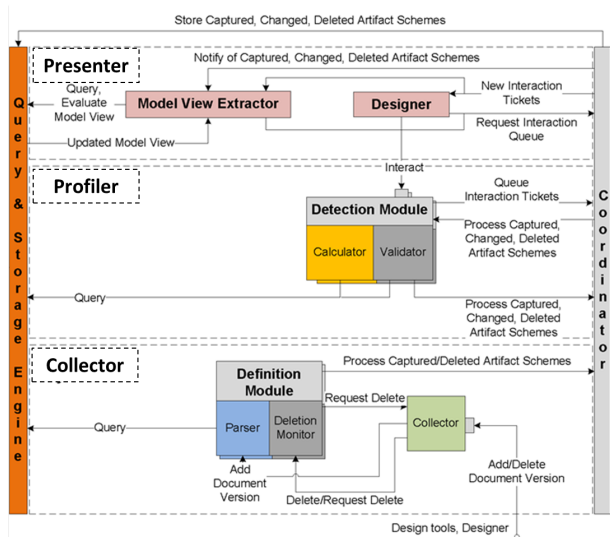 Store Captured, Changed, Deleted Artifact Schemes
Presenter
Notify of Captured, Changed, Deleted Artifact Schemes
Query,
Evaluate
Model View
Model View Extractor
Designer
New Interaction
Tickets
Request Interaction
Queue
Updated Model View
Interact
Profiler
Queue
Interaction Tickets
Detection Module
Calculator
Validator
Process Captured,
Changed, Deleted
Artifact Schemes
Query
Process Captured,
Changed, Deleted
Artifact Schemes
Collector
Process Captured/Deleted Artifact Schemes
Definition
Module
Request Delete
Parser
Deletion
Monitor
Collector
Query
Add
Document
Version
Delete/Request Delete
Add/Delete
Document Version
Design tools, Designer
Query & Storage Engine
Coordinator